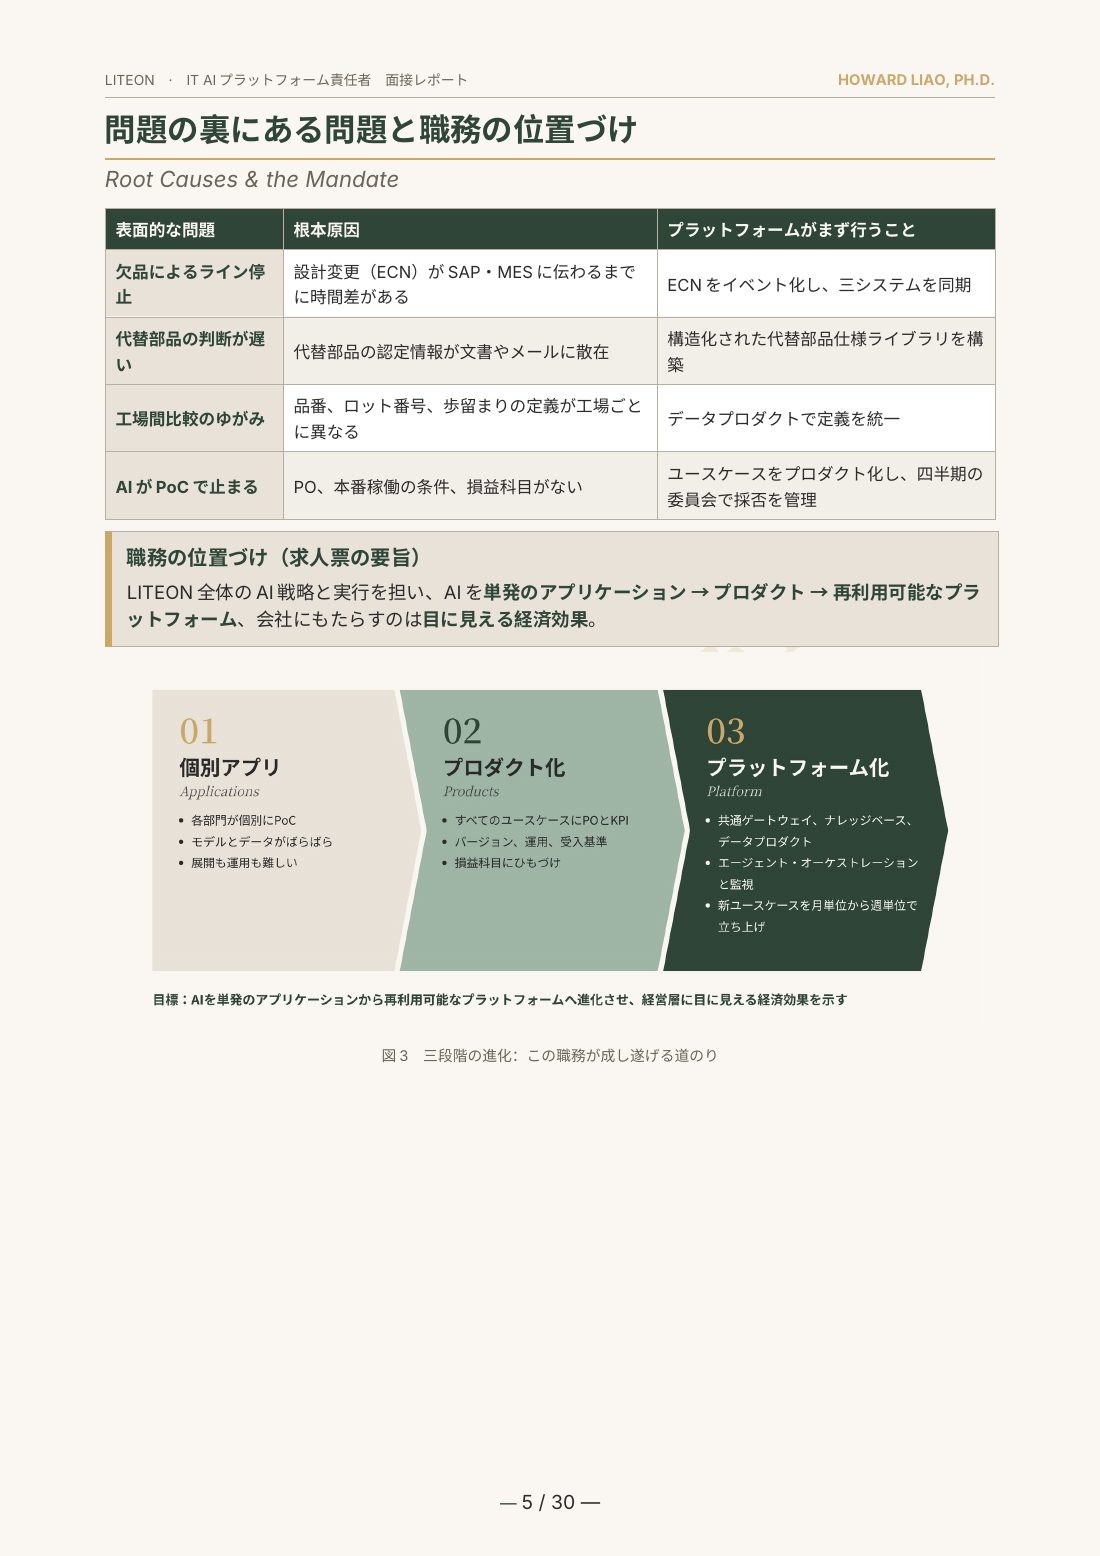 LITEON · IT AI プラットフォーム責任者 面接レポート
HOWARD LIAO, PH.D.
問題の裏にある問題と職務の位置づけ
Root Causes & the Mandate
表面的な問題 根本原因 プラットフォームがまず行うこと
欠品によるライン停
止
設計変更（ECN）が SAP・MES に伝わるまで
に時間差がある
ECN をイベント化し、三システムを同期
代替部品の判断が遅
い
代替部品の認定情報が文書やメールに散在
構造化された代替部品仕様ライブラリを構
築
工場間比較のゆがみ
品番、ロット番号、歩留まりの定義が工場ごと
に異なる
データプロダクトで定義を統一
AI が PoC で止まる
PO、本番稼働の条件、損益科目がない
ユースケースをプロダクト化し、四半期の
委員会で採否を管理
職務の位置づけ（求人票の要旨）
LITEON 全体の AI 戦略と実行を担い、AI を単発のアプリケーション → プロダクト → 再利用可能なプラ
ットフォーム、会社にもたらすのは目に見える経済効果。
01
個別アプリ
Applications
• 各部門が個別にPoC
• モデルとデータがばらばら
• 展開も運用も難しい
02
プロダクト化
Products
• すべてのユースケースにPOとKPI
• バージョン、運用、受入基準
• 損益科目にひもづけ
03
プラットフォーム化
Platform
• 共通ゲートウェイ、ナレッジベース、
データプロダクト
• エージェント・オーケストレーション
と監視
• 新ユースケースを月単位から週単位で
立ち上げ
目標：AIを単発のアプリケーションから再利用可能なプラットフォームへ進化させ、経営層に目に見える経済効果を示す
図 3 三段階の進化：この職務が成し遂げる道のり
— 5 / 30 —